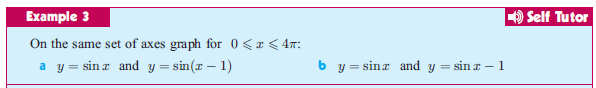 Example 3
Self Tutor
On the same set of axes graph for 0 ⩽ x ⩽ 4π:
a y = sin x and y = sin(x − 1) b y = sin x and y = sin x − 1